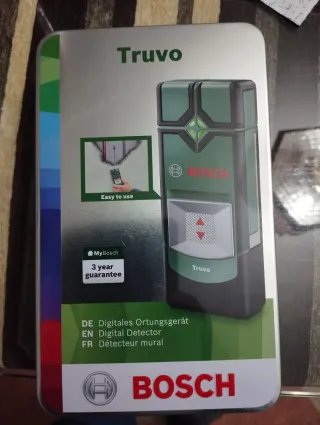 Truvo
BOSCH
Easy to use
MyBosch
3 year
guarantee
Truvo
DE Digitales Ortungsgerät
EN Digital Detector
FR Détecteur mural
BOSCH